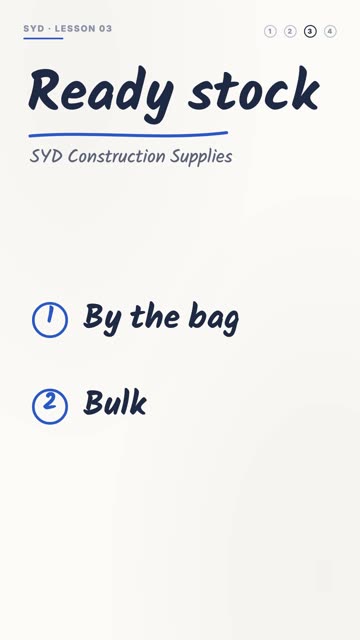 SYD · LESSON 03
1 2 3 4
Ready stock
SYD Construction Supplies
1 By the bag
2 Bulk